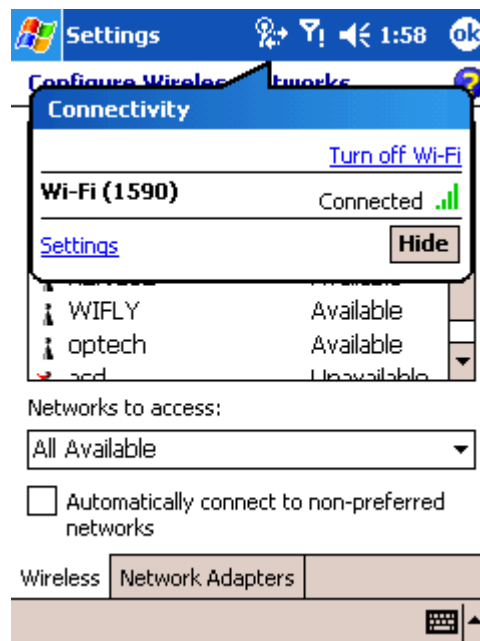 Settings 1:58 ok
Configure Wireless Networks
Connectivity
Turn off Wi-Fi
Wi-Fi (1590) Connected
Settings Hide
WIFLY Available
optech Available
Unavailable
Networks to access:
All Available
Automatically connect to non-preferred
networks
Wireless Network Adapters